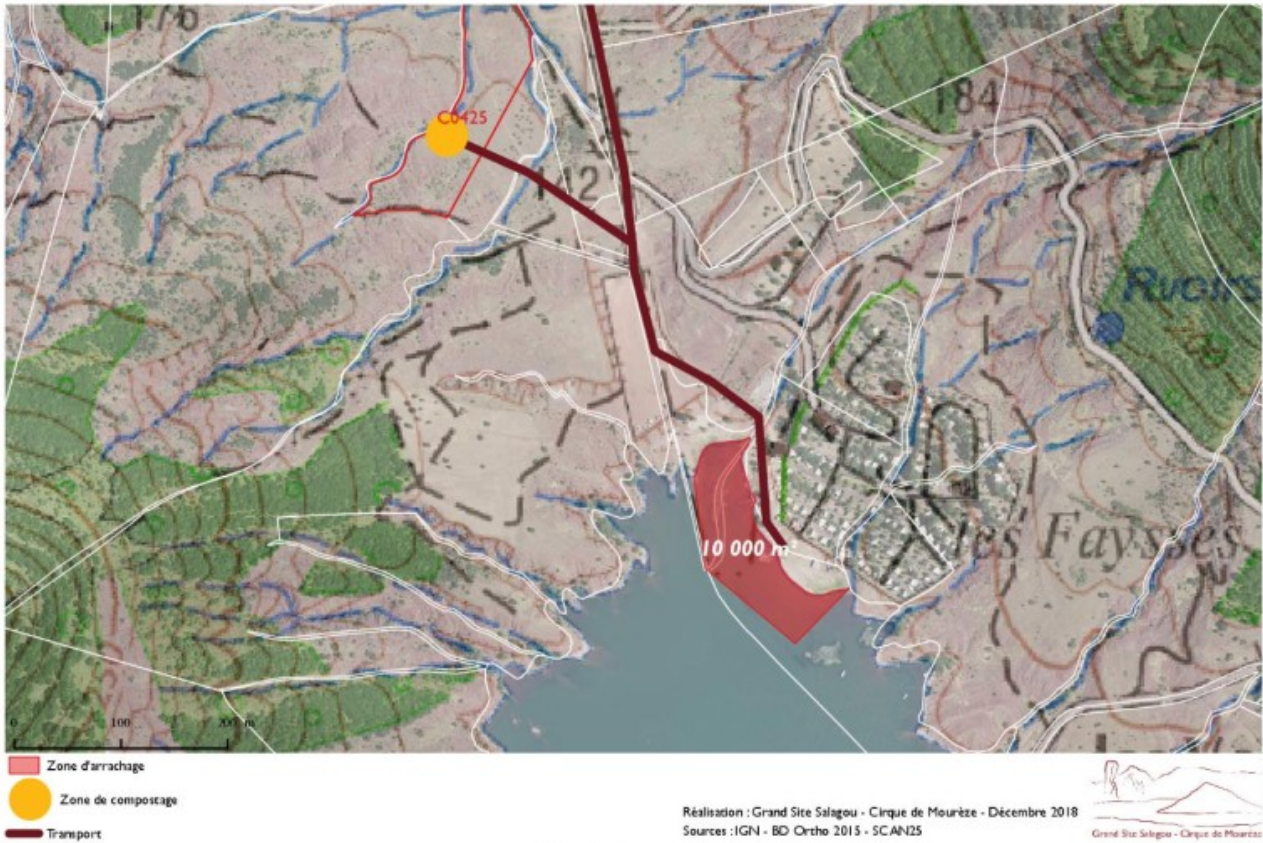 176
C0425
184
142
Ruoirs
10 000 m²
les Faysses
0 100 200 m
Zone d'arrachage
Zone de compostage
Transport
Réalisation : Grand Site Salagou - Cirque de Mourèze - Décembre 2018
Sources : IGN - BD Ortho 2015 - SCAN25
Grand Site Salagou - Cirque de Mourèze